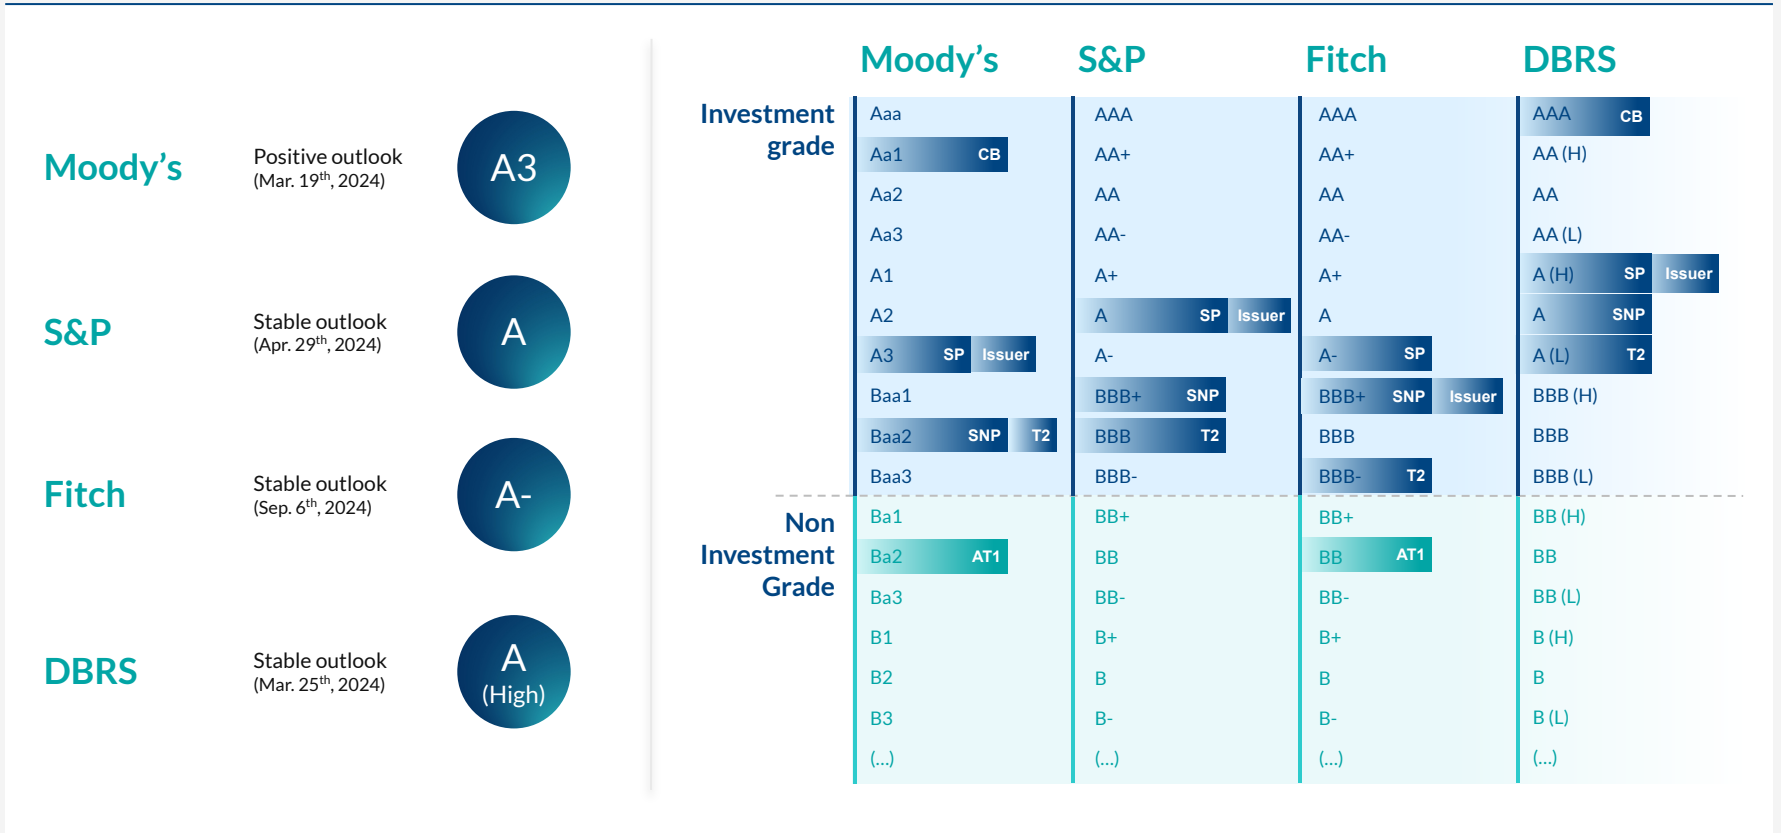 Moody's
Positive outlook
(Mar. 19th, 2024)
A3
S&P
Stable outlook
(Apr. 29th, 2024)
A
Fitch
Stable outlook
(Sep. 6th, 2024)
A-
DBRS
Stable outlook
(Mar. 25th, 2024)
A
(High)
Moody's S&P Fitch DBRS
Investment
grade
Non
Investment
Grade
Aaa AAA AAA AAA CB
Aa1 CB AA+ AA+ AA (H)
Aa2 AA AA AA
Aa3 AA- AA- AA (L)
A1 A+ A+ A (H) SP Issuer
A2 A SP Issuer A A SNP
A3 SP Issuer A- A- SP A (L) T2
Baa1 BBB+ SNP BBB+ SNP Issuer BBB (H)
Baa2 SNP T2 BBB T2 BBB BBB
Baa3 BBB- BBB- T2 BBB (L)
Ba1 BB+ BB+ BB (H)
Ba2 AT1 BB BB AT1 BB
Ba3 BB- BB- BB (L)
B1 B+ B+ B (H)
B2 B B B
B3 B- B- B (L)
(...) (...) (...) (...)